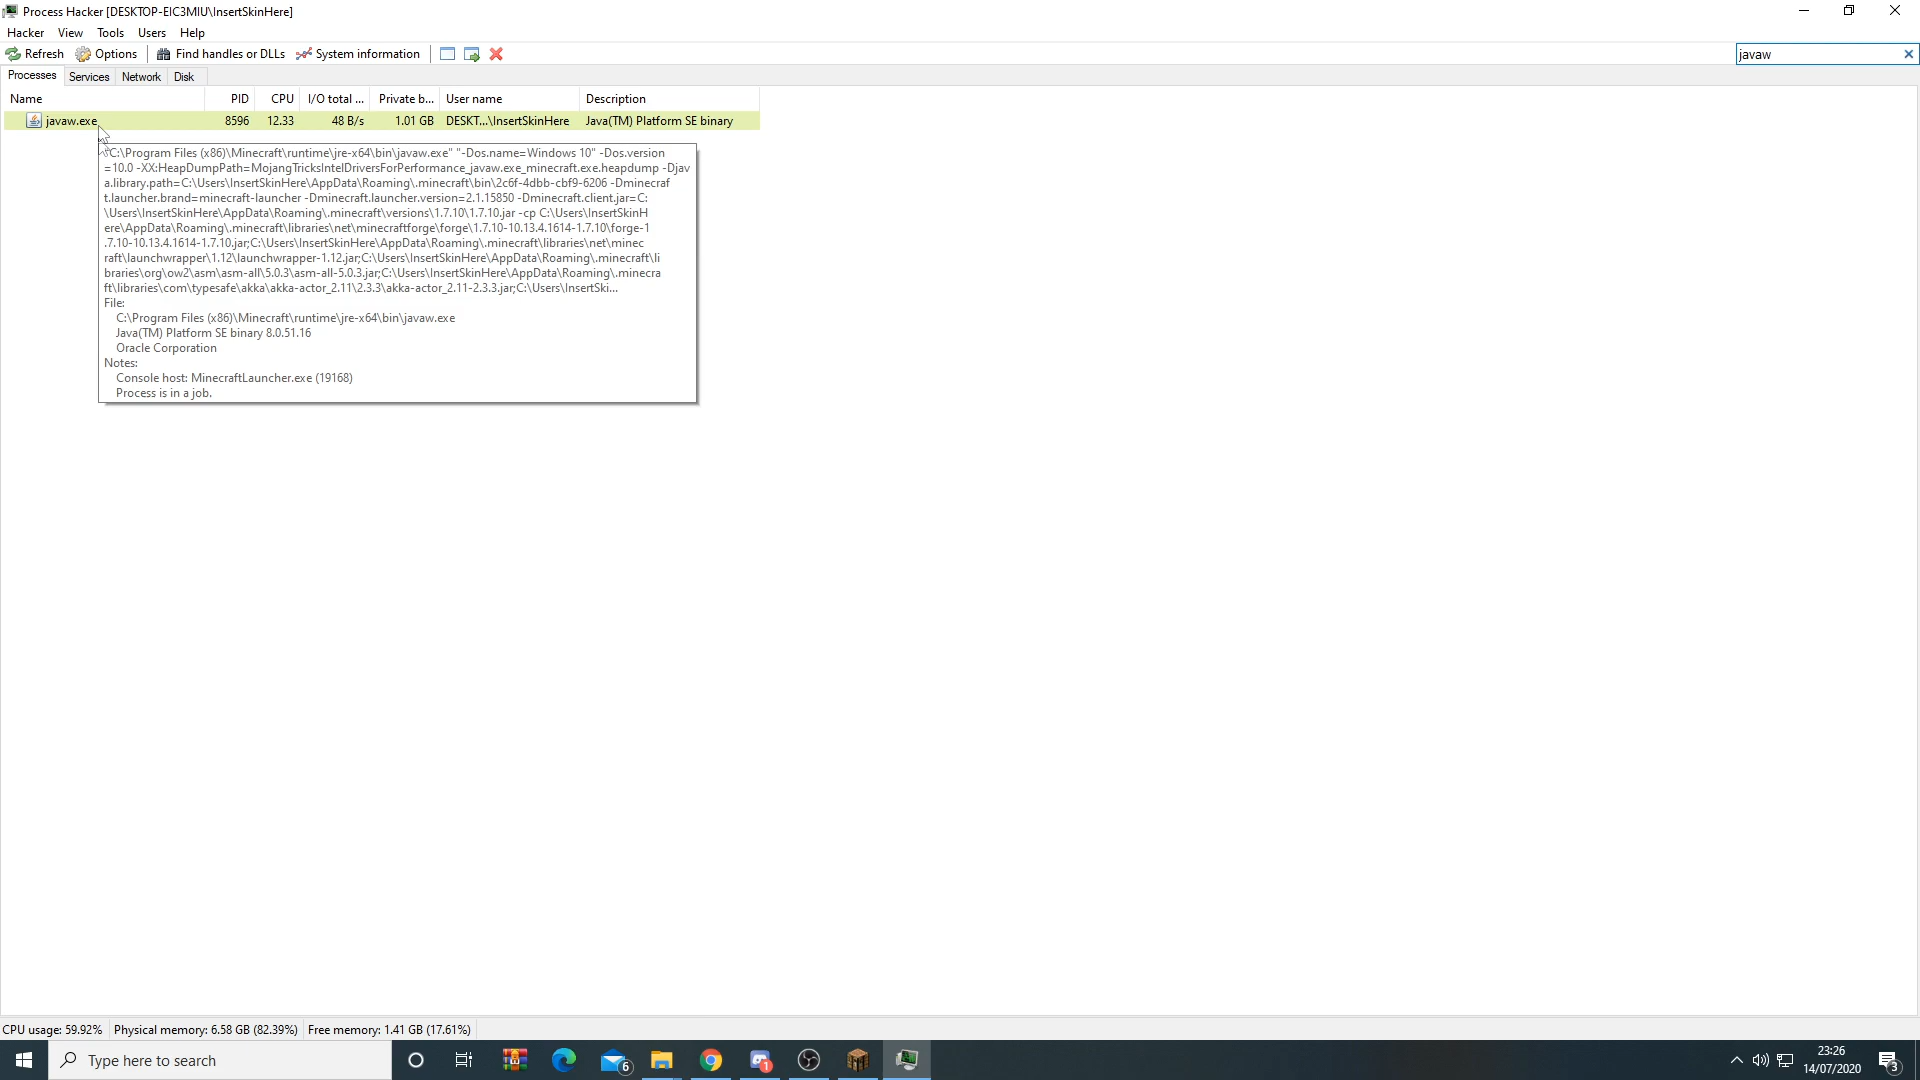 Process Hacker [DESKTOP-EIC3MIU\InsertSkinHere]
Hacker View Tools Users Help
Refresh Options Find handles or DLLs System information javaw
Processes Services Network Disk
Name PID CPU I/O total ... Private b... User name Description
javaw.exe 8596 12.33 48 B/s 1.01 GB DESKT...\InsertSkinHere Java(TM) Platform SE binary
"C:\Program Files (x86)\Minecraft\runtime\jre-x64\bin\javaw.exe" "-Dos.name=Windows 10" -Dos.version
=10.0 -XX:HeapDumpPath=MojangTricksIntelDriversForPerformance_javaw.exe_minecraft.exe.heapdump -Djav
a.library.path=C:\Users\InsertSkinHere\AppData\Roaming\.minecraft\bin\2c6f-4dbb-cbf9-6206 -Dminecraf
t.launcher.brand=minecraft-launcher -Dminecraft.launcher.version=2.1.15850 -Dminecraft.client.jar=C:
\Users\InsertSkinHere\AppData\Roaming\.minecraft\versions\1.7.10\1.7.10.jar -cp C:\Users\InsertSkinH
ere\AppData\Roaming\.minecraft\libraries\net\minecraftforge\forge\1.7.10-10.13.4.1614-1.7.10\forge-1
.7.10-10.13.4.1614-1.7.10.jar;C:\Users\InsertSkinHere\AppData\Roaming\.minecraft\libraries\net\minec
raft\launchwrapper\1.12\launchwrapper-1.12.jar;C:\Users\InsertSkinHere\AppData\Roaming\.minecraft\li
braries\org\ow2\asm\asm-all\5.0.3\asm-all-5.0.3.jar;C:\Users\InsertSkinHere\AppData\Roaming\.minecra
ft\libraries\com\typesafe\akka\akka-actor_2.11\2.3.3\akka-actor_2.11-2.3.3.jar;C:\Users\InsertSki...
File:
C:\Program Files (x86)\Minecraft\runtime\jre-x64\bin\javaw.exe
Java(TM) Platform SE binary 8.0.51.16
Oracle Corporation
Notes:
Console host: MinecraftLauncher.exe (19168)
Process is in a job.
CPU usage: 59.92% Physical memory: 6.58 GB (82.39%) Free memory: 1.41 GB (17.61%)
Type here to search 6 1 23:26 3
14/07/2020